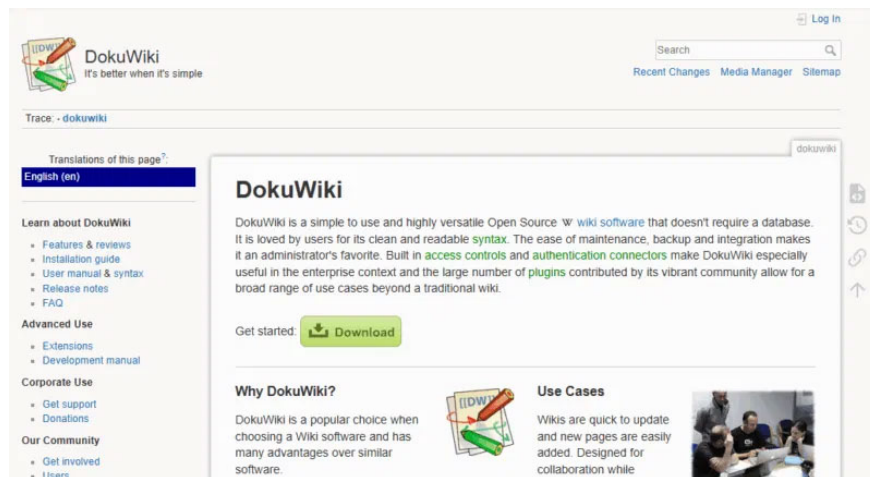 Log In
DokuWiki
It's better when it's simple
Search
Recent Changes Media Manager Sitemap
Trace: • dokuwiki
dokuwiki
Translations of this page?:
English (en)
Learn about DokuWiki
Features & reviews
Installation guide
User manual & syntax
Release notes
FAQ
Advanced Use
Extensions
Development manual
Corporate Use
Get support
Donations
Our Community
Get involved
Users
DokuWiki
DokuWiki is a simple to use and highly versatile Open Source W wiki software that doesn't require a database.
It is loved by users for its clean and readable syntax. The ease of maintenance, backup and integration makes
it an administrator's favorite. Built in access controls and authentication connectors make DokuWiki especially
useful in the enterprise context and the large number of plugins contributed by its vibrant community allow for a
broad range of use cases beyond a traditional wiki.
Get started: Download
Why DokuWiki?
DokuWiki is a popular choice when
choosing a Wiki software and has
many advantages over similar
software.
[[DW
Use Cases
Wikis are quick to update
and new pages are easily
added. Designed for
collaboration while